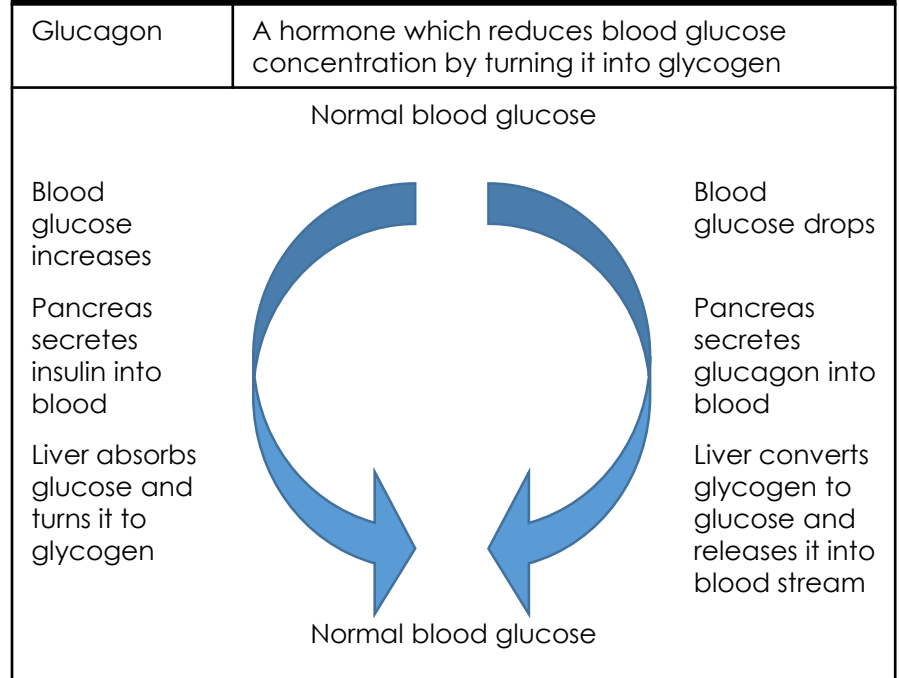 Glucagon
A hormone which reduces blood glucose
concentration by turning it into glycogen
Normal blood glucose
Blood
glucose
increases
Pancreas
secretes
insulin into
blood
Liver absorbs
glucose and
turns it to
glycogen
Blood
glucose drops
Pancreas
secretes
glucagon into
blood
Liver converts
glycogen to
glucose and
releases it into
blood stream
Normal blood glucose